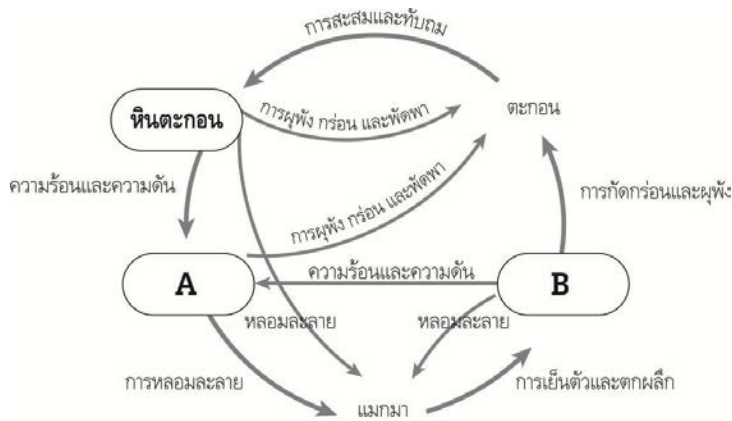 การสะสมและทับถม
หินตะกอน
การผุพัง กร่อน และพัดพา
ตะกอน
ความร้อนและความดัน
การผุพัง กร่อน และพัดพา
การกัดกร่อนและผุพัง
A
ความร้อนและความดัน
B
หลอมละลาย
หลอมละลาย
การหลอมละลาย
แมกมา
การเย็นตัวและตกผลึก